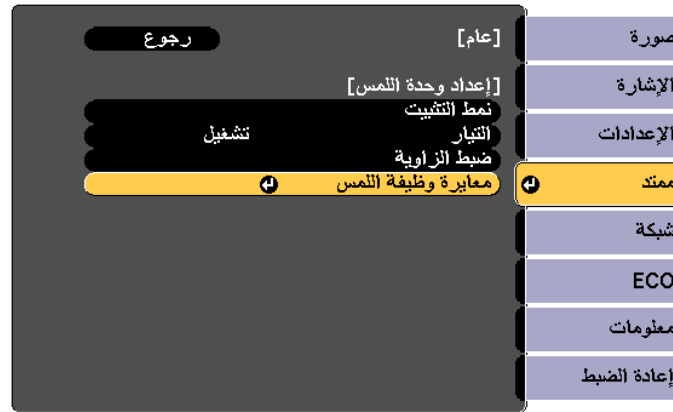 [عام]
رجوع
[إعداد وحدة اللمس]
نمط التثبيت
التيار تشغيل
ضبط الزاوية
معايرة وظيفة اللمس
صورة
الإشارة
الإعدادات
ممتد
شبكة
ECO
معلومات
إعادة الضبط